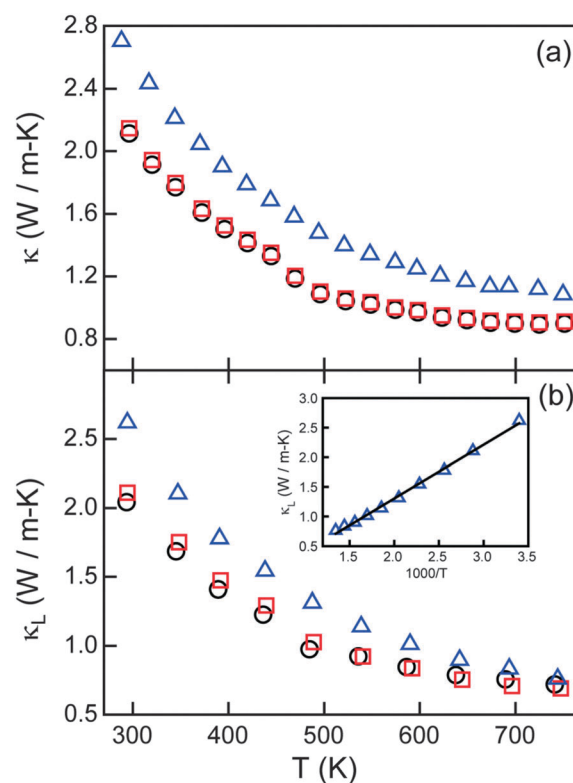 (a)
κ (W / m-K)
2.8
2.4
2.0
1.6
1.2
0.8
(b)
κL (W / m-K)
2.5
2.0
1.5
1.0
0.5
κL (W / m-K)
3.0
2.5
2.0
1.5
1.0
0.5
1.5 2.0 2.5 3.0 3.5
1000/T
300 400 500 600 700
T (K)